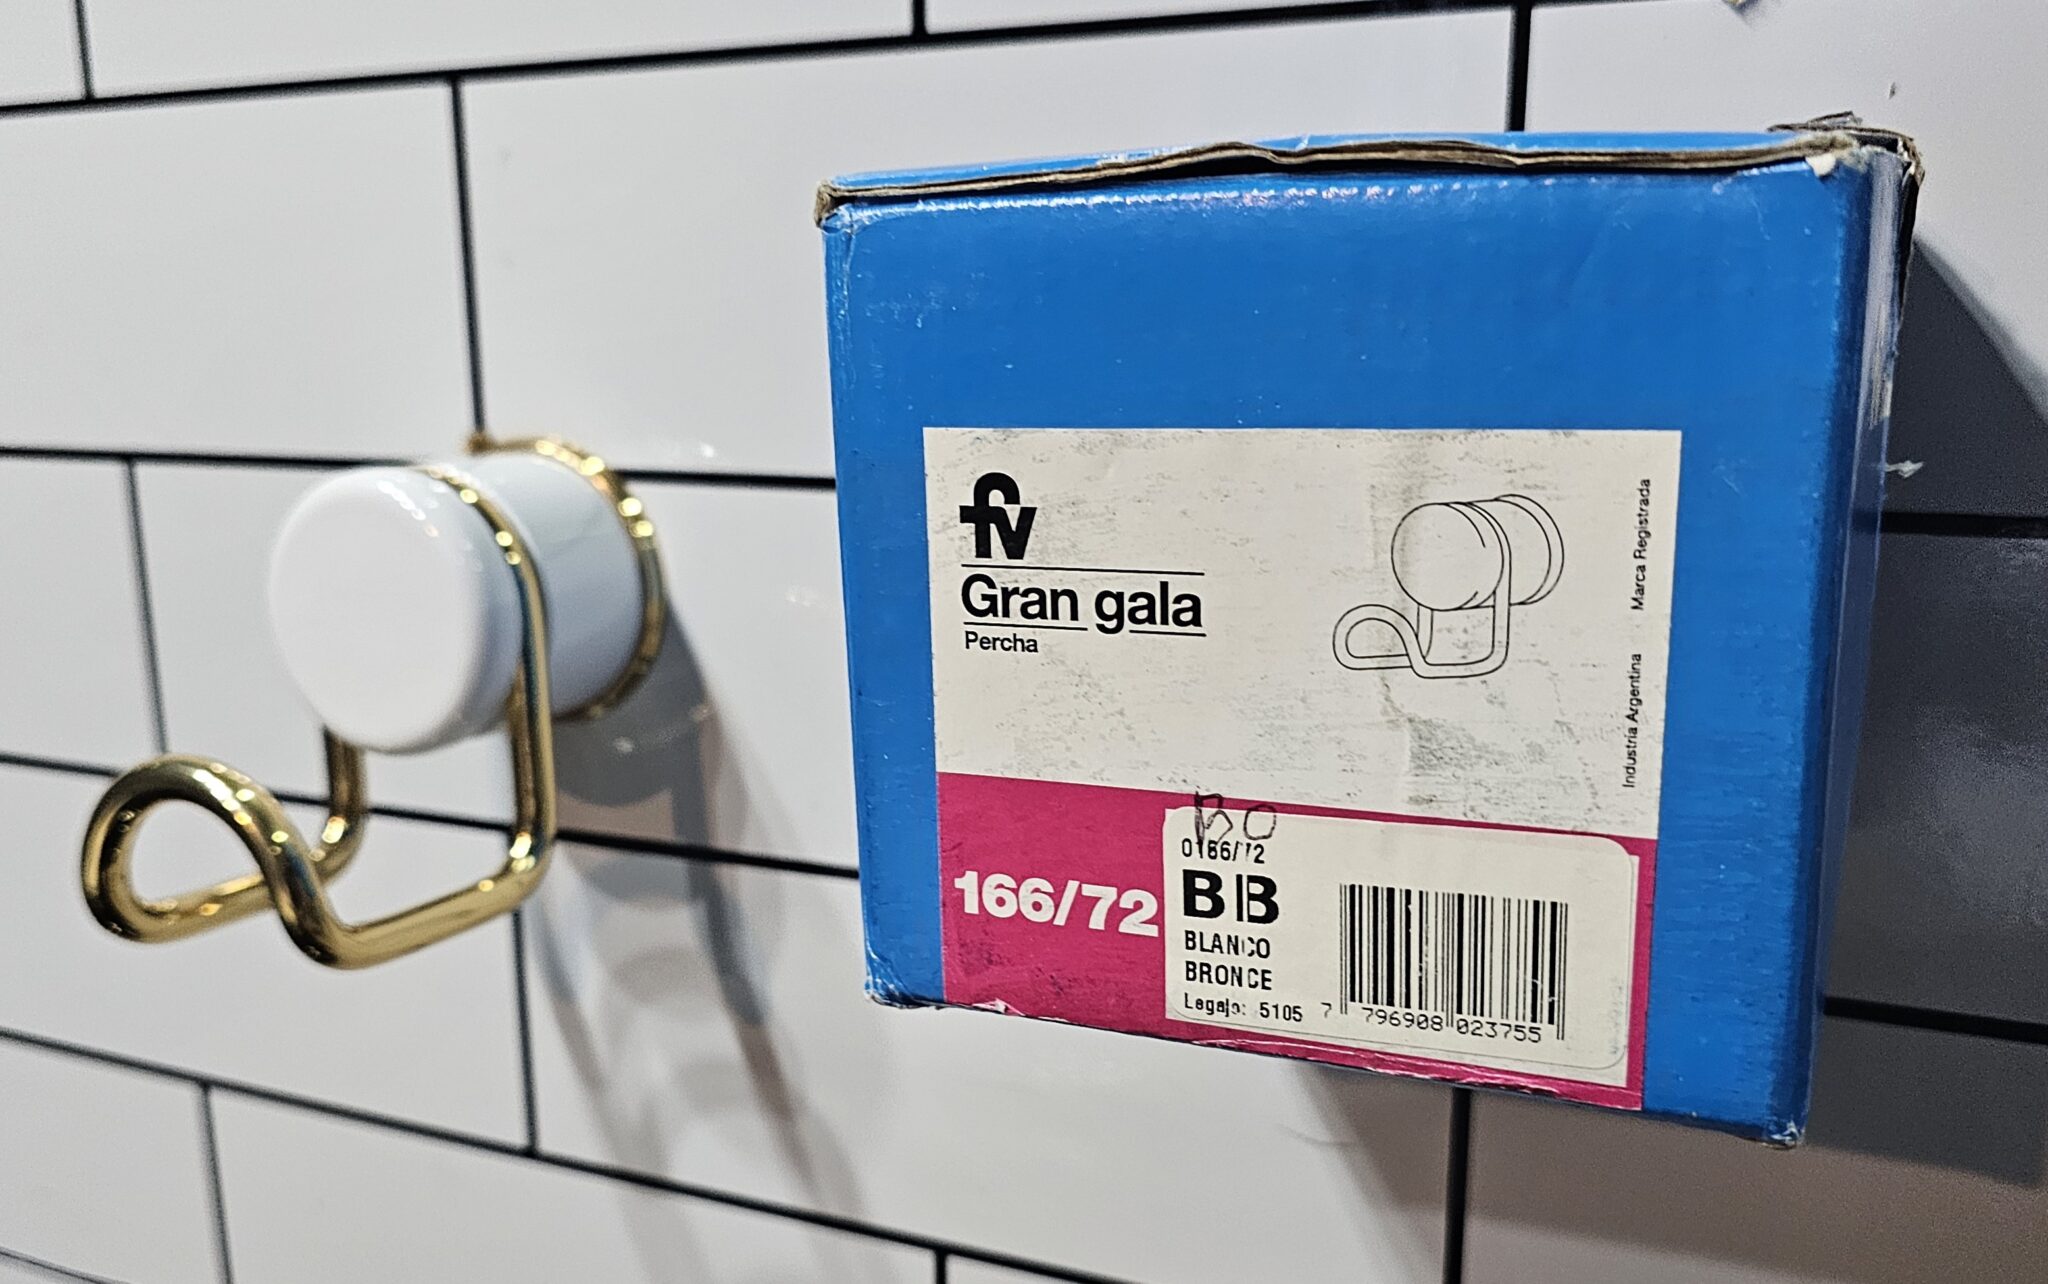 fv
Gran gala
Percha
Marca Registrada
Industria Argentina
166/72
BO
0166/72
BB
BLANCO
BRONCE
Legajo: 5105
7 796908 023755